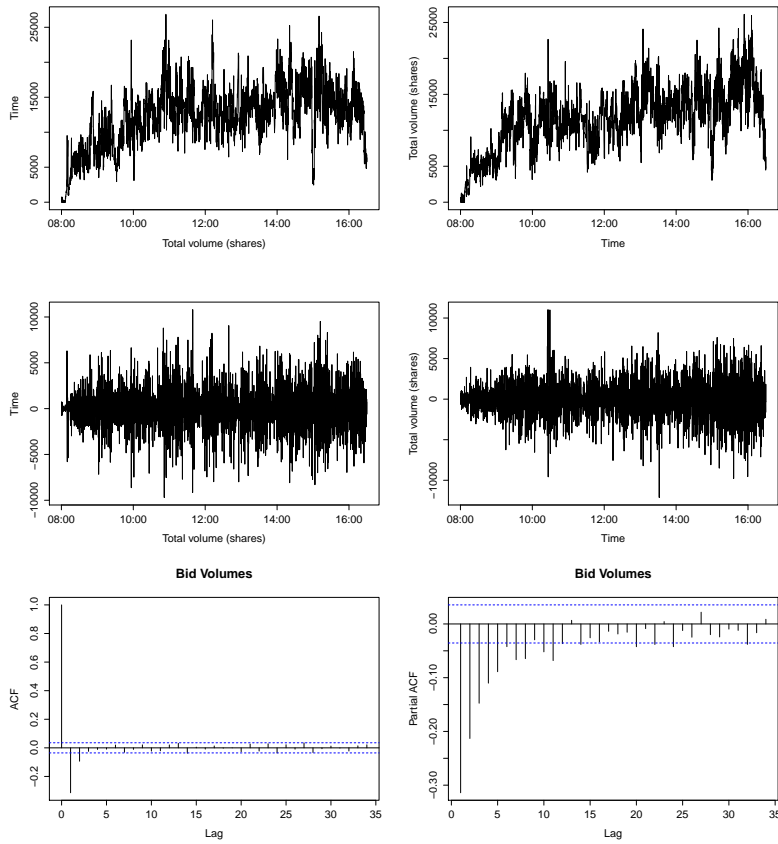 25000
15000
5000
0
Time
08:00 10:00 12:00 14:00 16:00
Total volume (shares)
25000
15000
5000
0
Total volume (shares)
08:00 10:00 12:00 14:00 16:00
Time
10000
5000
0
−5000
−10000
Time
08:00 10:00 12:00 14:00 16:00
Total volume (shares)
10000
5000
0
−10000
Total volume (shares)
08:00 10:00 12:00 14:00 16:00
Time
Bid Volumes
1.0
0.8
0.6
0.4
0.2
0.0
−0.2
ACF
0 5 10 15 20 25 30 35
Lag
Bid Volumes
0.00
−0.10
−0.20
−0.30
Partial ACF
0 5 10 15 20 25 30 35
Lag